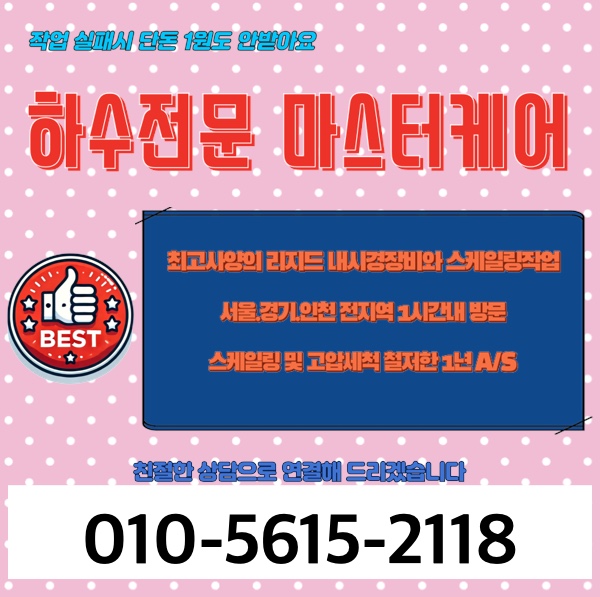 작업 실패시 단돈 1원도 안받아요
하수전문 마스터케어
최고사양의 리지드 내시경장비와 스케일링작업
서울,경기,인천 전지역 1시간내 방문
스케일링 및 고압세척 철저한 1년 A/S
BEST
친절한 상담으로 연결해 드리겠습니다
010-5615-2118